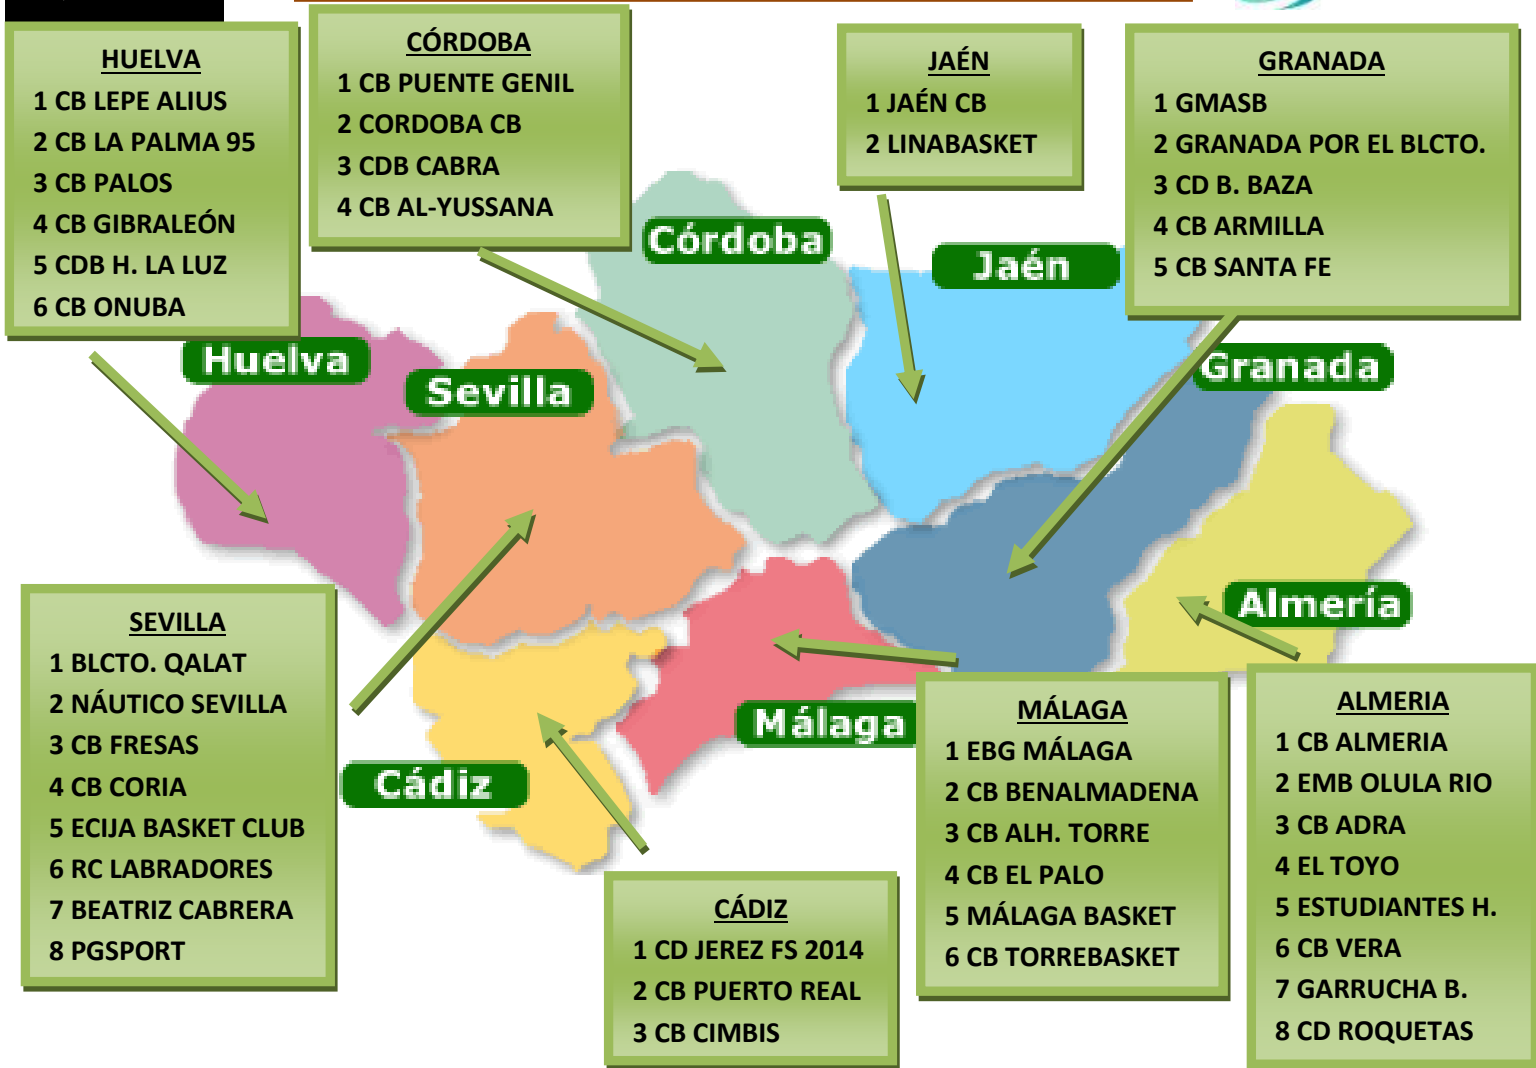 HUELVA
1 CB LEPE ALIUS
2 CB LA PALMA 95
3 CB PALOS
4 CB GIBRALEÓN
5 CDB H. LA LUZ
6 CB ONUBA
CÓRDOBA
1 CB PUENTE GENIL
2 CORDOBA CB
3 CDB CABRA
4 CB AL-YUSSANA
JAÉN
1 JAÉN CB
2 LINABASKET
GRANADA
1 GMASB
2 GRANADA POR EL BLCTO.
3 CD B. BAZA
4 CB ARMILLA
5 CB SANTA FE
Córdoba
Jaén
Huelva
Sevilla
Granada
Almería
Málaga
Cádiz
SEVILLA
1 BLCTO. QALAT
2 NÁUTICO SEVILLA
3 CB FRESAS
4 CB CORIA
5 ECIJA BASKET CLUB
6 RC LABRADORES
7 BEATRIZ CABRERA
8 PGSPORT
CÁDIZ
1 CD JEREZ FS 2014
2 CB PUERTO REAL
3 CB CIMBIS
MÁLAGA
1 EBG MÁLAGA
2 CB BENALMADENA
3 CB ALH. TORRE
4 CB EL PALO
5 MÁLAGA BASKET
6 CB TORREBASKET
ALMERIA
1 CB ALMERIA
2 EMB OLULA RIO
3 CB ADRA
4 EL TOYO
5 ESTUDIANTES H.
6 CB VERA
7 GARRUCHA B.
8 CD ROQUETAS